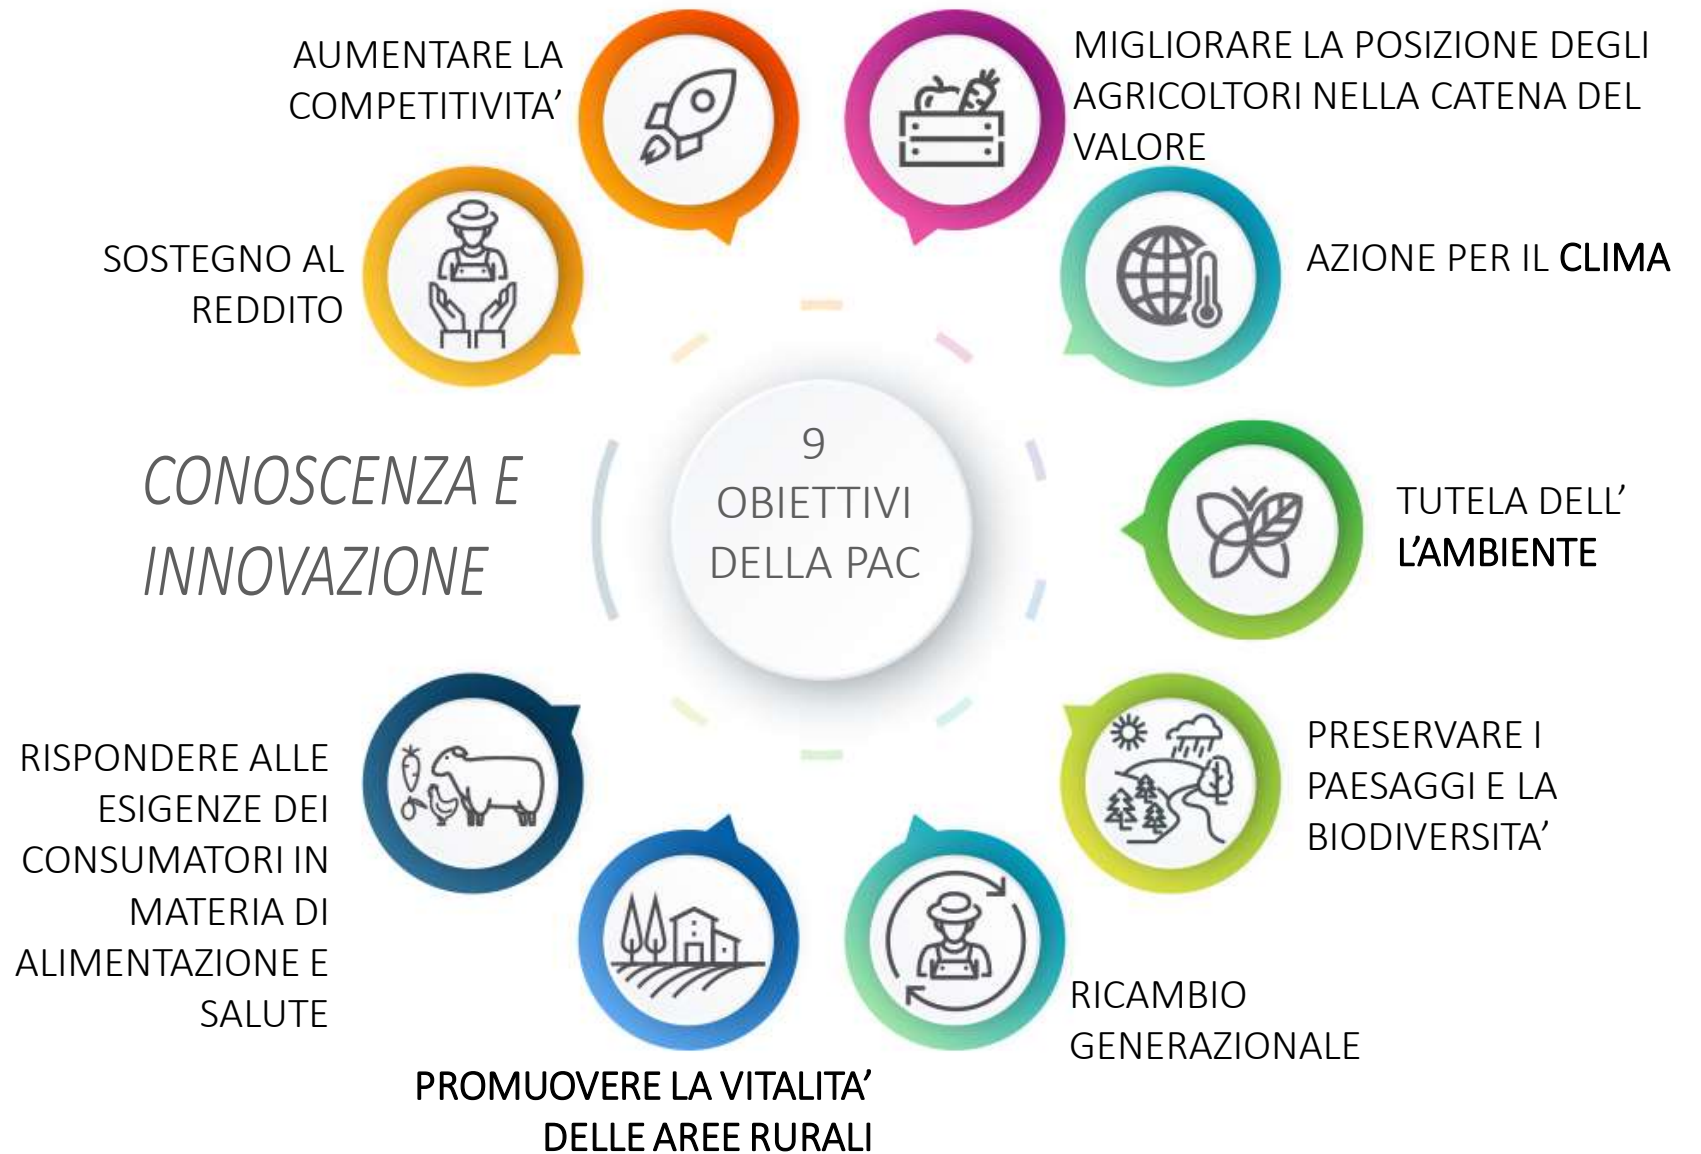 AUMENTARE LA
COMPETITIVITA’
MIGLIORARE LA POSIZIONE DEGLI
AGRICOLTORI NELLA CATENA DEL
VALORE
SOSTEGNO AL
REDDITO
AZIONE PER IL CLIMA
CONOSCENZA E
INNOVAZIONE
9
OBIETTIVI
DELLA PAC
TUTELA DELL’
L’AMBIENTE
RISPONDERE ALLE
ESIGENZE DEI
CONSUMATORI IN
MATERIA DI
ALIMENTAZIONE E
SALUTE
PRESERVARE I
PAESAGGI E LA
BIODIVERSITA’
RICAMBIO
GENERAZIONALE
PROMUOVERE LA VITALITA’
DELLE AREE RURALI